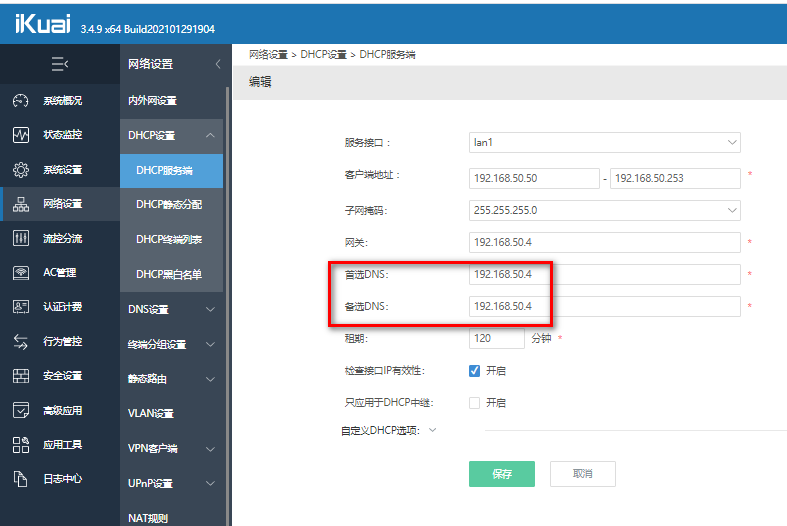 iKuai 3.4.9 x64 Build202101291904
系统概况
状态监控
系统设置
网络设置
流控分流
AC管理
认证计费
行为管控
安全设置
高级应用
应用工具
日志中心
网络设置
内外网设置
DHCP设置
DHCP服务端
DHCP静态分配
DHCP终端列表
DHCP黑白名单
DNS设置
终端分组设置
静态路由
VLAN设置
VPN客户端
UPnP设置
NAT规则
网络设置 > DHCP设置 > DHCP服务端
编辑
服务接口： lan1
客户端地址： 192.168.50.50 - 192.168.50.253 *
子网掩码： 255.255.255.0
网关： 192.168.50.4 *
首选DNS： 192.168.50.4 *
备选DNS： 192.168.50.4 *
租期： 120 分钟 *
检查接口IP有效性： 开启
只应用于DHCP中继： 开启
自定义DHCP选项：
保存 取消